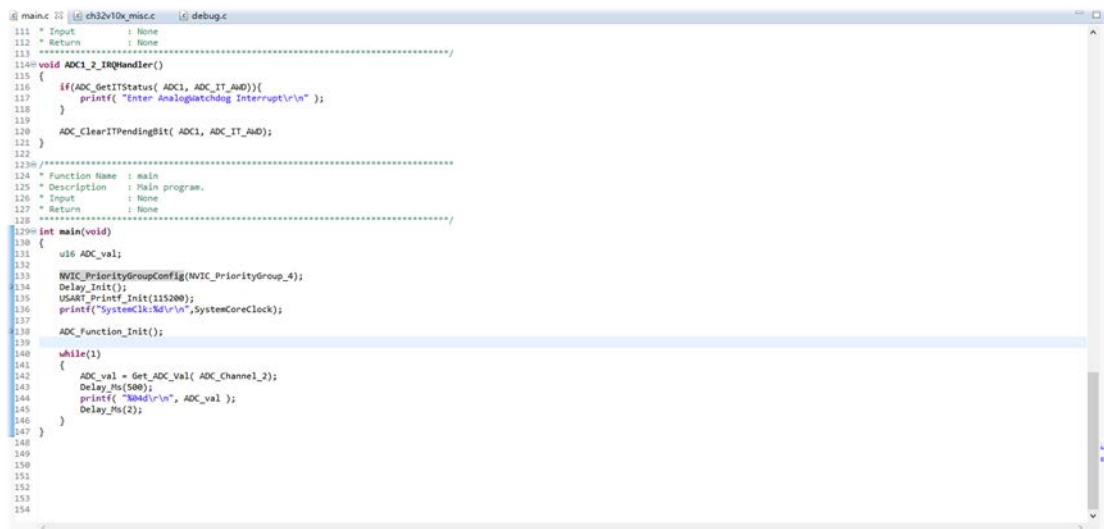 main.c ch32v10x_misc.c debug.c
111 * Input : None
112 * Return : None
113 *******************************************************************************/
114 void ADC1_2_IRQHandler()
115 {
116 if(ADC_GetITStatus( ADC1, ADC_IT_AWD)){
117 printf( "Enter AnalogWatchdog Interrupt\r\n" );
118 }
119
120 ADC_ClearITPendingBit( ADC1, ADC_IT_AWD);
121 }
122
123 /*******************************************************************************
124 * Function Name : main
125 * Description : Main program.
126 * Input : None
127 * Return : None
128 *******************************************************************************/
129 int main(void)
130 {
131 u16 ADC_val;
132
133 NVIC_PriorityGroupConfig(NVIC_PriorityGroup_4);
134 Delay_Init();
135 USART_Printf_Init(115200);
136 printf("SystemClk:%d\r\n",SystemCoreClock);
137
138 ADC_Function_Init();
139
140 while(1)
141 {
142 ADC_val = Get_ADC_Val( ADC_Channel_2);
143 Delay_Ms(500);
144 printf( "%04d\r\n", ADC_val );
145 Delay_Ms(2);
146 }
147 }
148
149
150
151
152
153
154